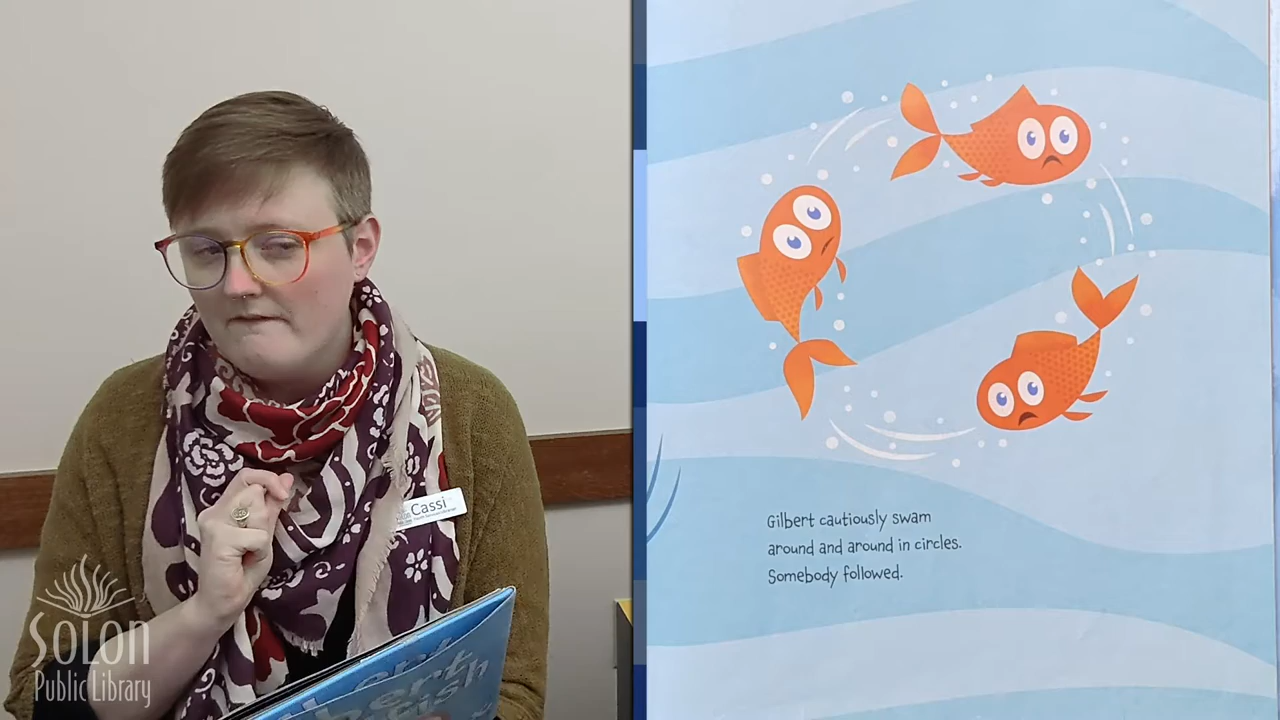 Cassi
SOLON
Public Library
Gilbert cautiously swam
around and around in circles.
Somebody followed.